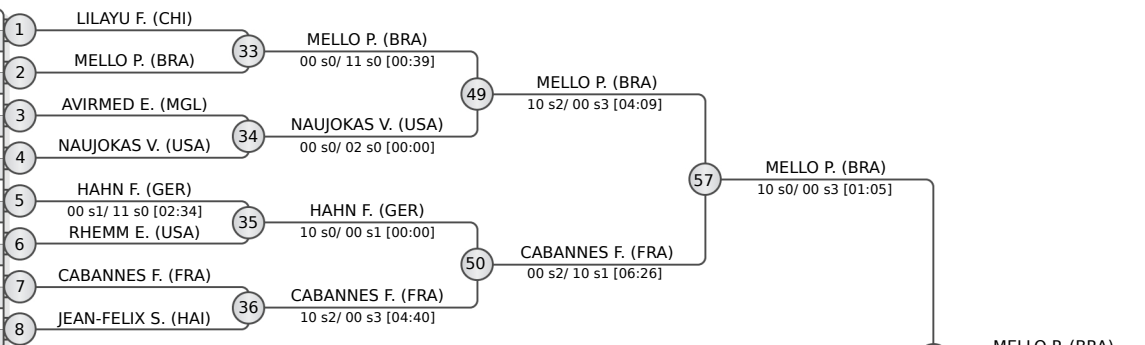 1
LILAYU F. (CHI)
2
MELLO P. (BRA)
33
MELLO P. (BRA)
00 s0/ 11 s0 [00:39]
3
AVIRMED E. (MGL)
4
NAUJOKAS V. (USA)
34
NAUJOKAS V. (USA)
00 s0/ 02 s0 [00:00]
49
MELLO P. (BRA)
10 s2/ 00 s3 [04:09]
5
HAHN F. (GER)
00 s1/ 11 s0 [02:34]
6
RHEMM E. (USA)
35
HAHN F. (GER)
10 s0/ 00 s1 [00:00]
7
CABANNES F. (FRA)
8
JEAN-FELIX S. (HAI)
36
CABANNES F. (FRA)
10 s2/ 00 s3 [04:40]
50
CABANNES F. (FRA)
00 s2/ 10 s1 [06:26]
57
MELLO P. (BRA)
10 s0/ 00 s3 [01:05]
MELLO P. (BRA)